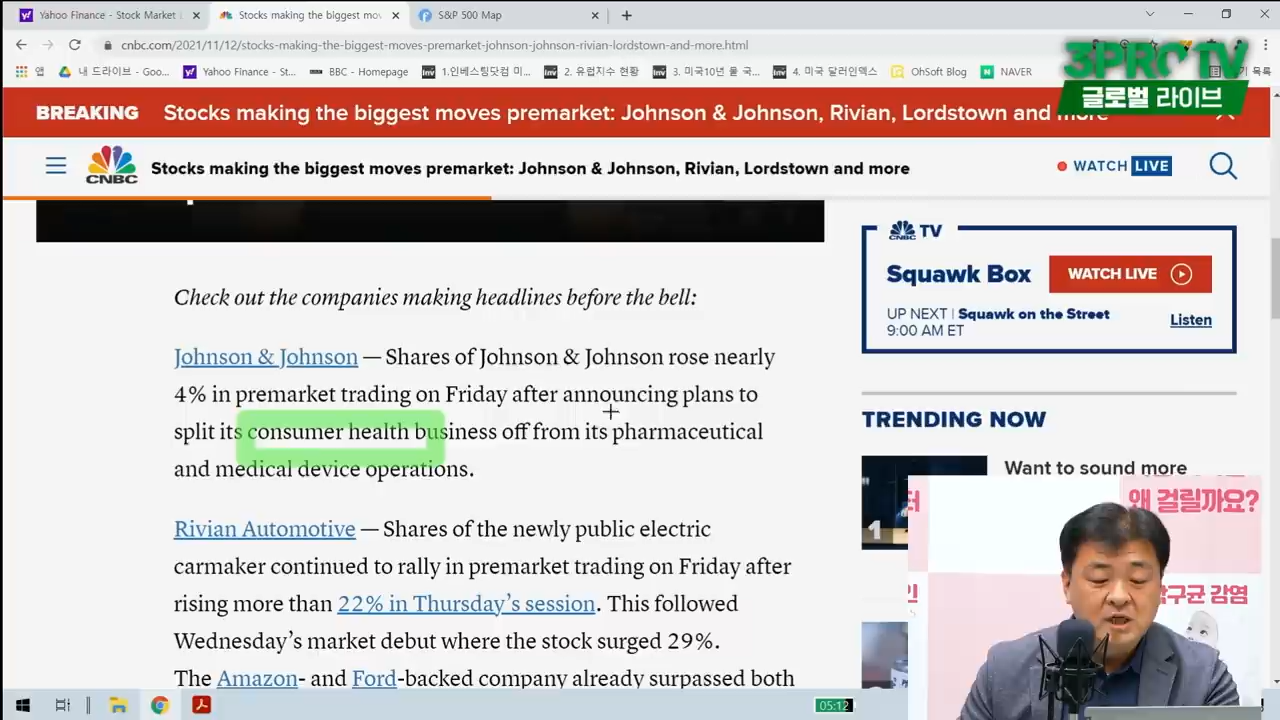 Yahoo Finance - Stock Market L
Stocks making the biggest mov
S&P 500 Map
cnbc.com/2021/11/12/stocks-making-the-biggest-moves-premarket-johnson-johnson-rivian-lordstown-and-more.html
앱
내 드라이브 - Goo...
Yahoo Finance - St...
BBC - Homepage
1.인베스팅닷컴 미...
2. 유럽지수 현황
3. 미국10년 물 국...
4. 미국 달러인덱스
OhSoft Blog
NAVER
목록
3PROTV
글로벌 라이브
BREAKING
Stocks making the biggest moves premarket: Johnson & Johnson, Rivian, Lordstown and more
CNBC
Stocks making the biggest moves premarket: Johnson & Johnson, Rivian, Lordstown and more
WATCH LIVE
Check out the companies making headlines before the bell:
Johnson & Johnson — Shares of Johnson & Johnson rose nearly
4% in premarket trading on Friday after announcing plans to
split its consumer health business off from its pharmaceutical
and medical device operations.
Rivian Automotive — Shares of the newly public electric
carmaker continued to rally in premarket trading on Friday after
rising more than 22% in Thursday's session. This followed
Wednesday's market debut where the stock surged 29%.
The Amazon- and Ford-backed company already surpassed both
CNBC TV
Squawk Box
WATCH LIVE
UP NEXT | Squawk on the Street
9:00 AM ET
Listen
TRENDING NOW
1
Want to sound more
왜 걸릴까요?
구균 감염
05:12